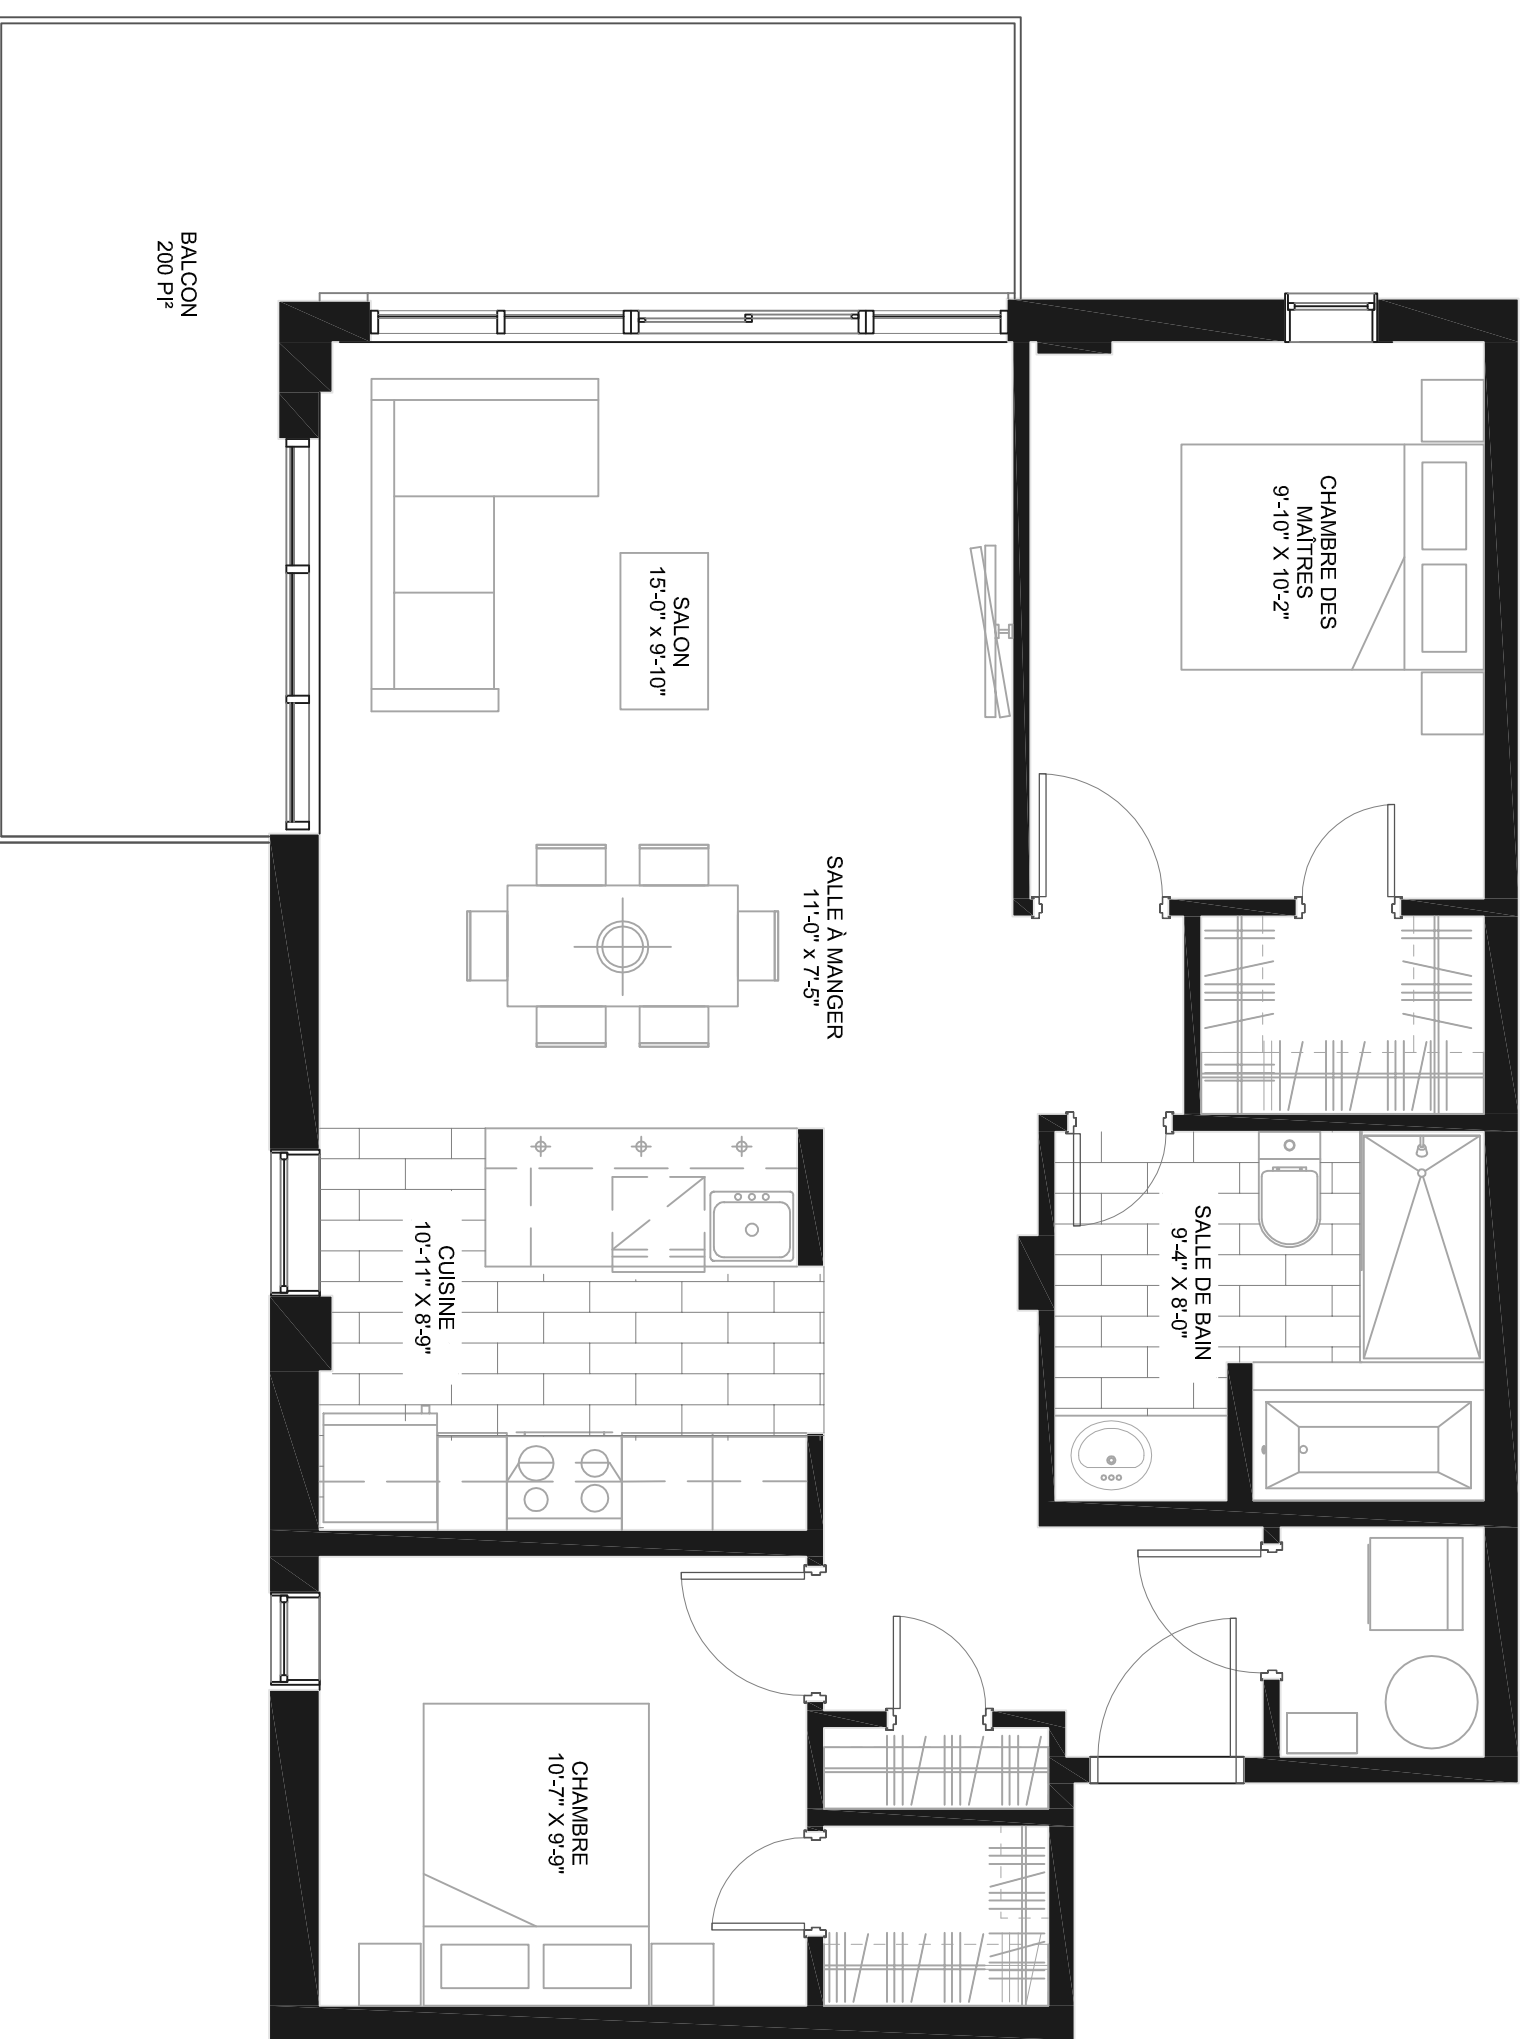 BALCON
200 PI²
CHAMBRE DES
MAÎTRES
9'-10" X 10'-2"
SALON
15'-0" x 9'-10"
SALLE À MANGER
11'-0" x 7'-5"
CUISINE
10'-11" X 8'-9"
SALLE DE BAIN
9'-4" X 8'-0"
CHAMBRE
10'-7" X 9'-9"